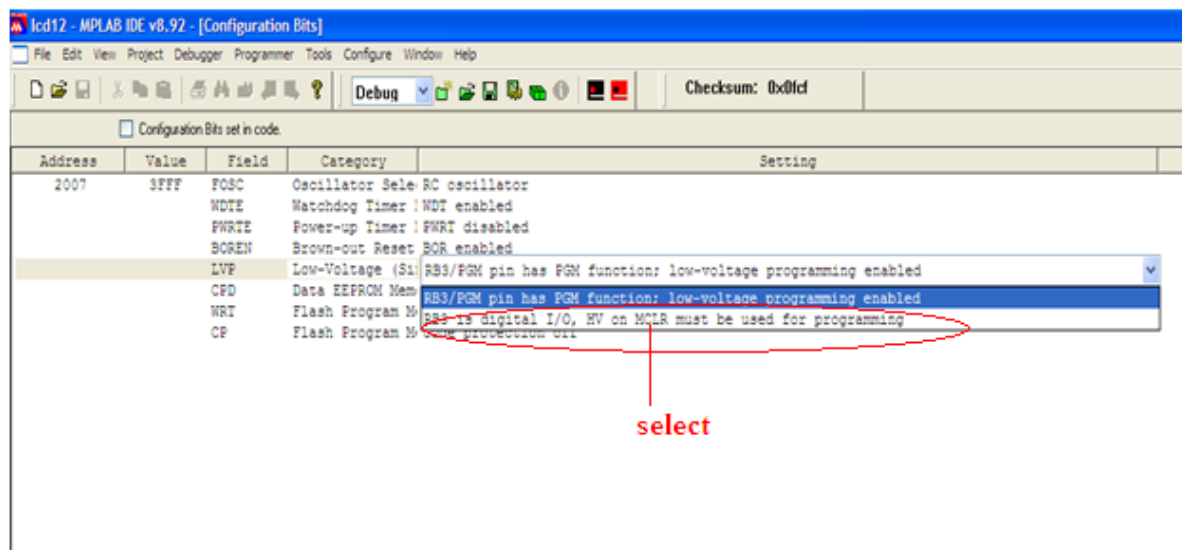 lcd12 - MPLAB IDE v8.92 - [Configuration Bits]
File Edit View Project Debugger Programmer Tools Configure Window Help
Debug Checksum: 0x0fcf
Configuration Bits set in code.
Address Value Field Category Setting
2007 3FFF FOSC Oscillator Sele RC oscillator
WDTE Watchdog Timer WDT enabled
PWRTE Power-up Timer PWRT disabled
BOREN Brown-out Reset BOR enabled
LVP Low-Voltage (Si RB3/PGM pin has PGM function; low-voltage programming enabled
CPD Data EEPROM Mem RB3/PGM pin has PGM function; low-voltage programming enabled
WRT Flash Program M RB3 is digital I/O, HV on MCLR must be used for programming
CP Flash Program M Code protection off
select